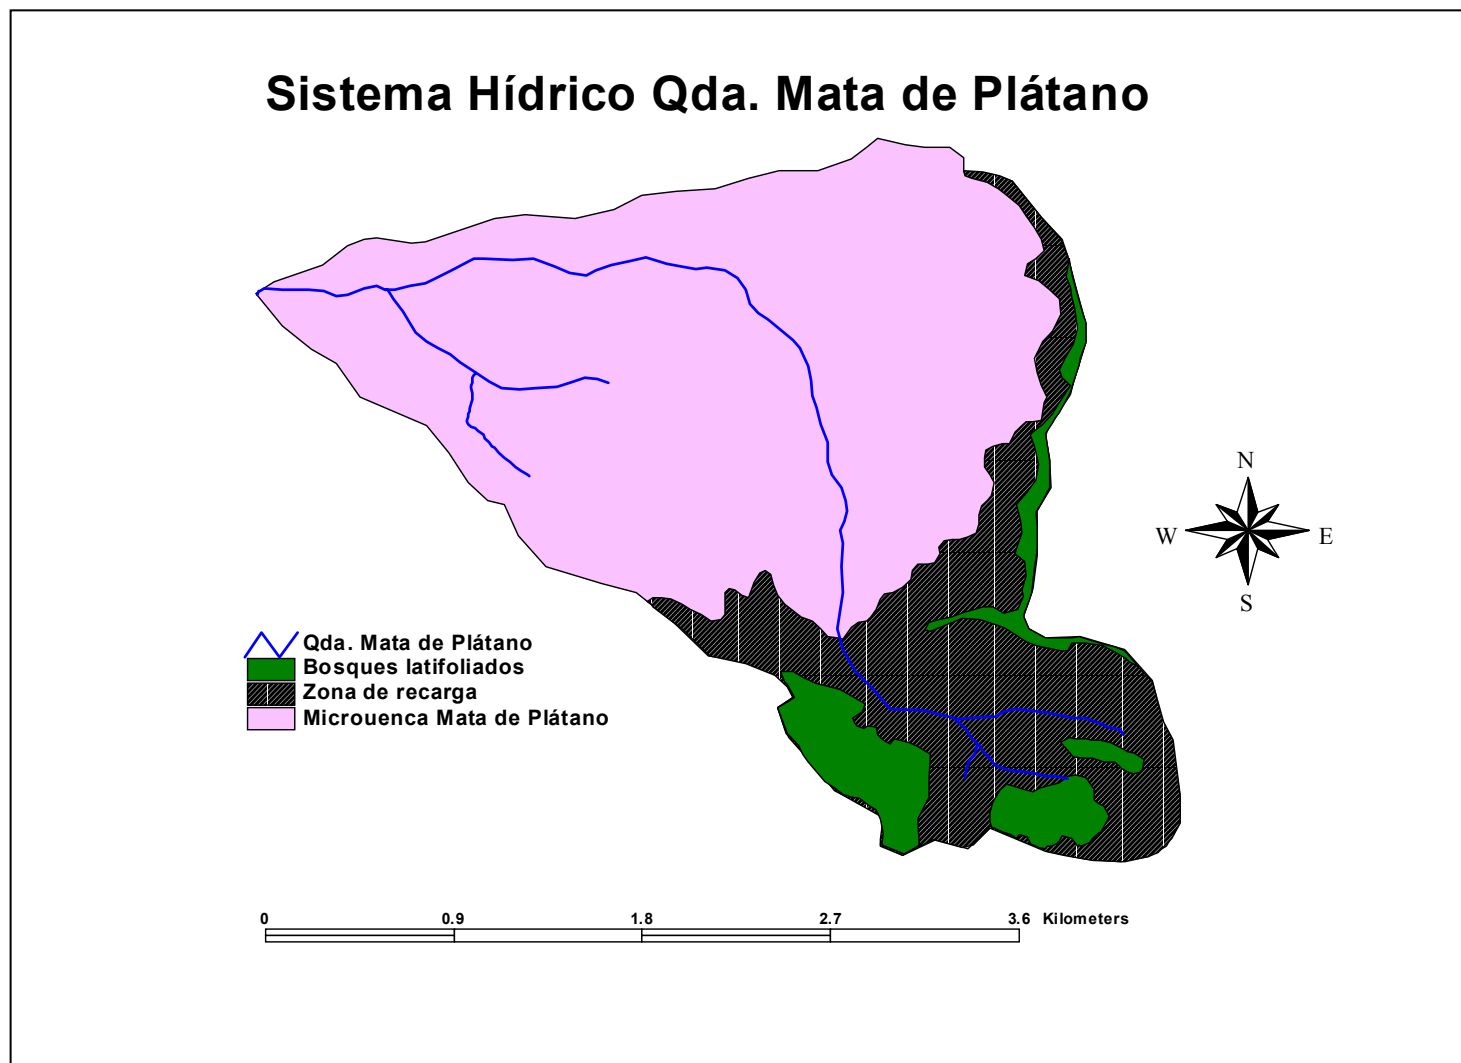 Sistema Hídrico Qda. Mata de Plátano
N
W E
S
Qda. Mata de Plátano
Bosques latifoliados
Zona de recarga
Microuenca Mata de Plátano
0 0.9 1.8 2.7 3.6 Kilometers